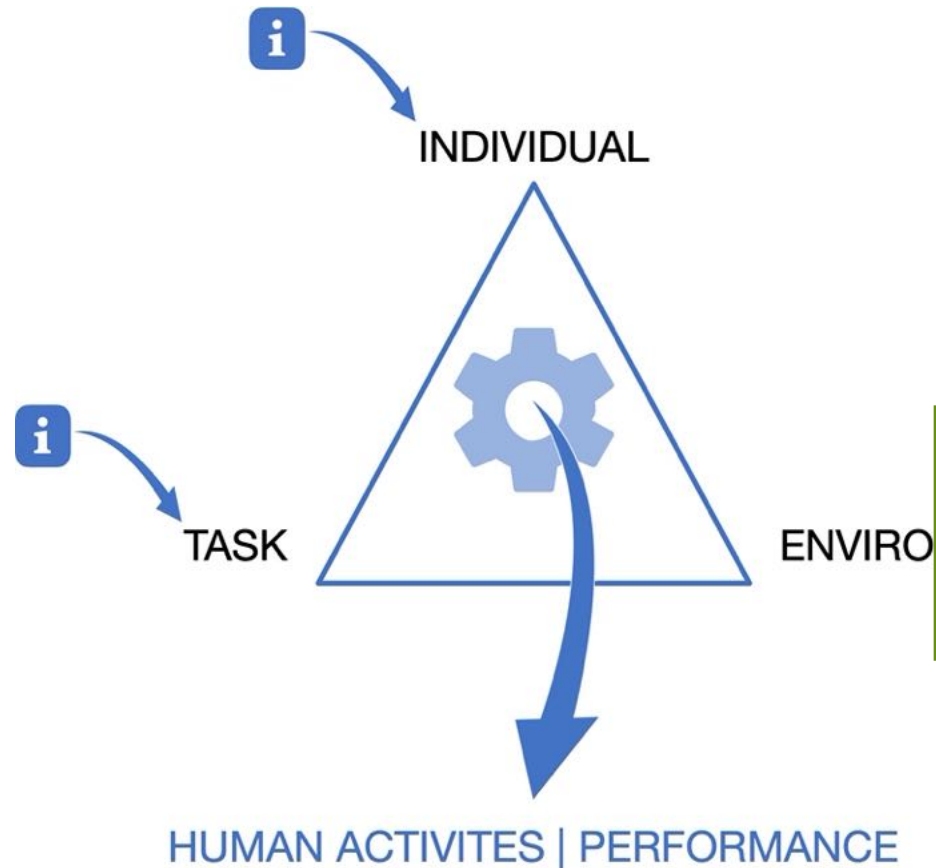 i
INDIVIDUAL
i
TASK
ENVIRO
HUMAN ACTIVITES | PERFORMANCE